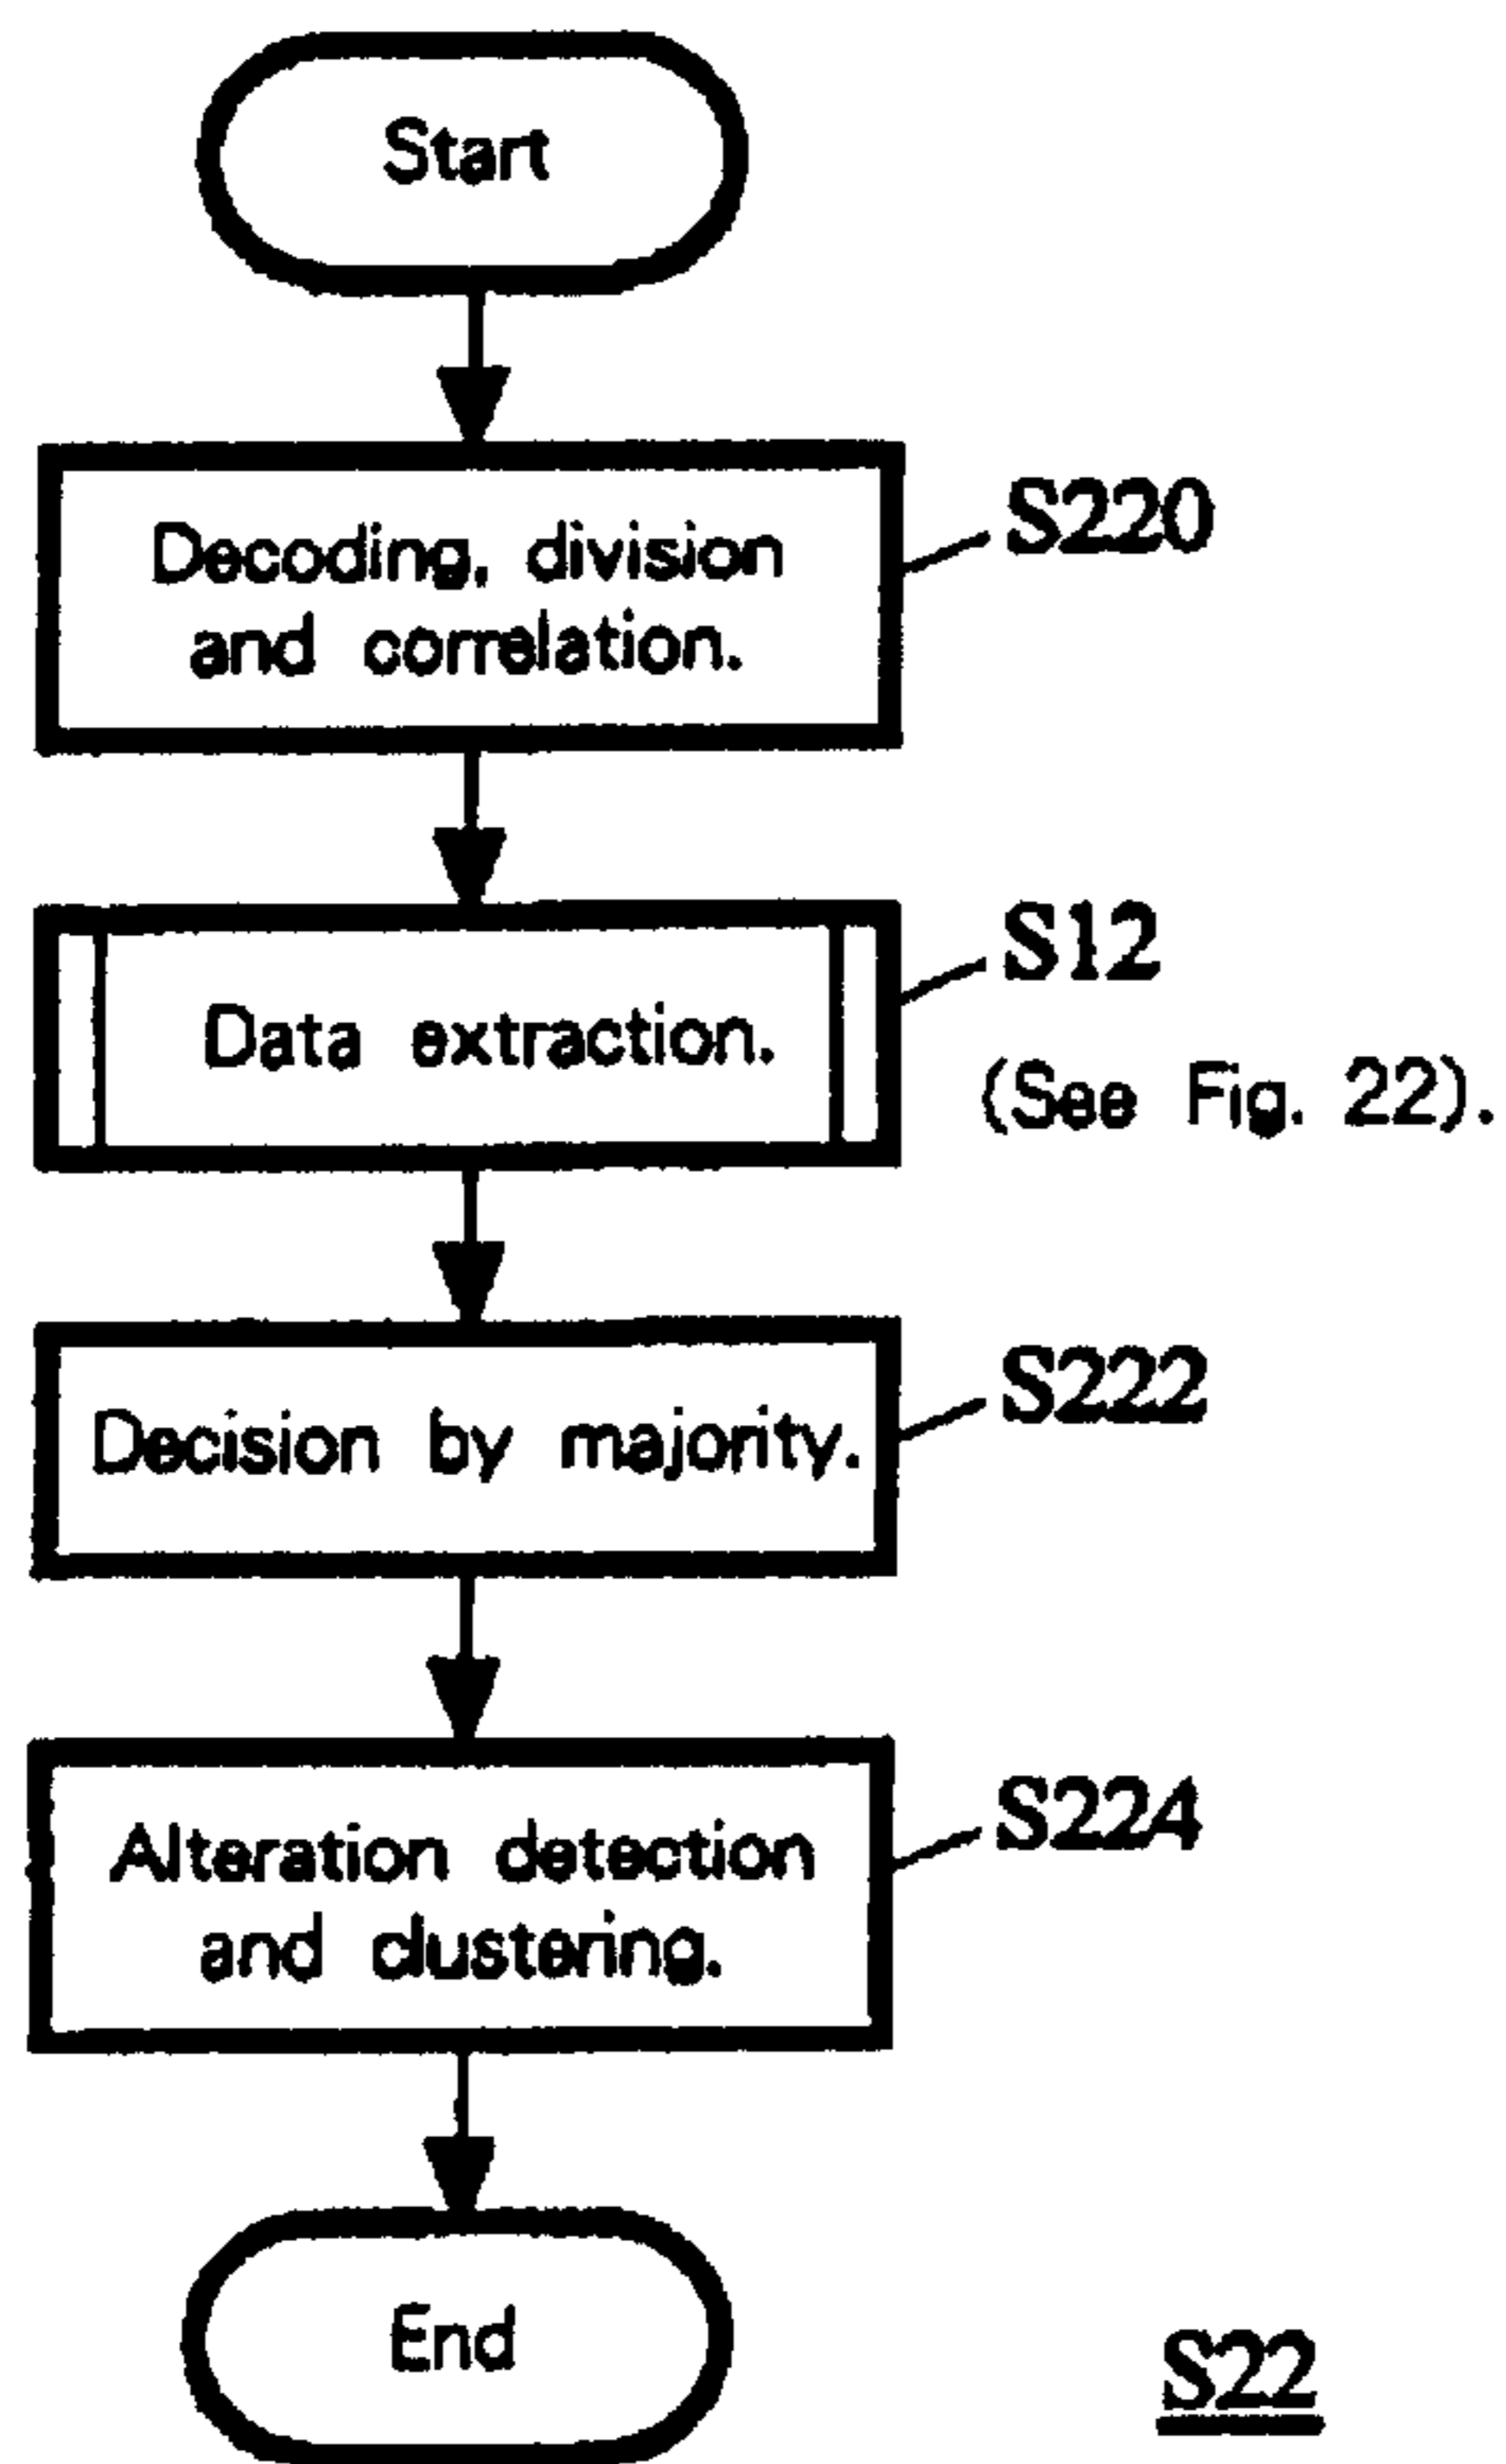 Start
Decoding, division
and correlation.
S220
Data extraction.
S12
(See Fig. 22).
Decision by majority.
S222
Alteration detection
and clustering.
S224
End
S22